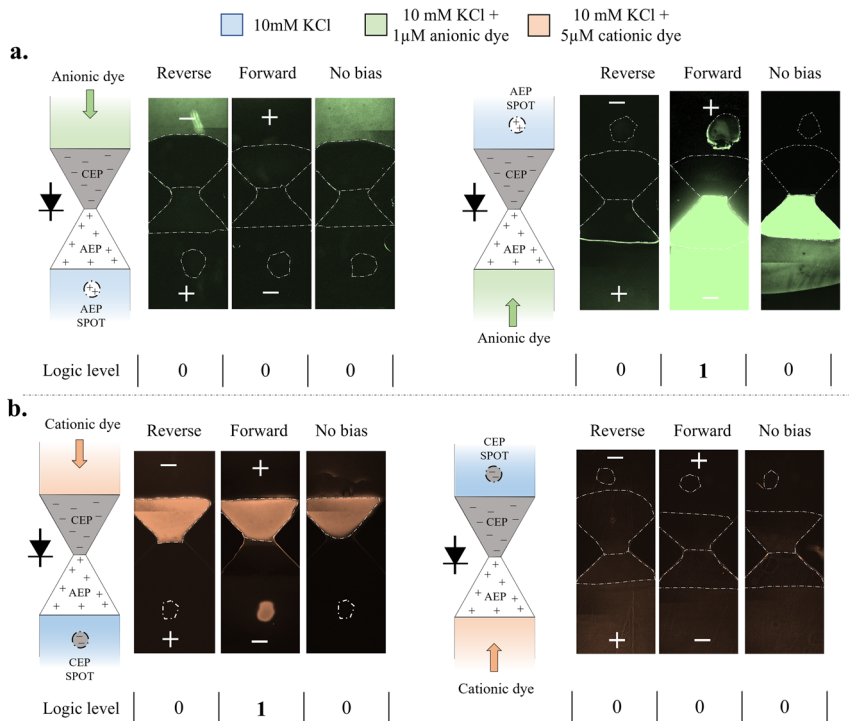 10mM KCl
10 mM KCl +
1μM anionic dye
10 mM KCl +
5μM cationic dye
a.
Anionic dye
CEP
AEP
AEP
SPOT
Reverse
Forward
No bias
Logic level
0
0
0
AEP
SPOT
CEP
AEP
Anionic dye
Reverse
Forward
No bias
0
1
0
b.
Cationic dye
CEP
AEP
CEP
SPOT
Reverse
Forward
No bias
Logic level
0
1
0
CEP
SPOT
CEP
AEP
Cationic dye
Reverse
Forward
No bias
0
0
0